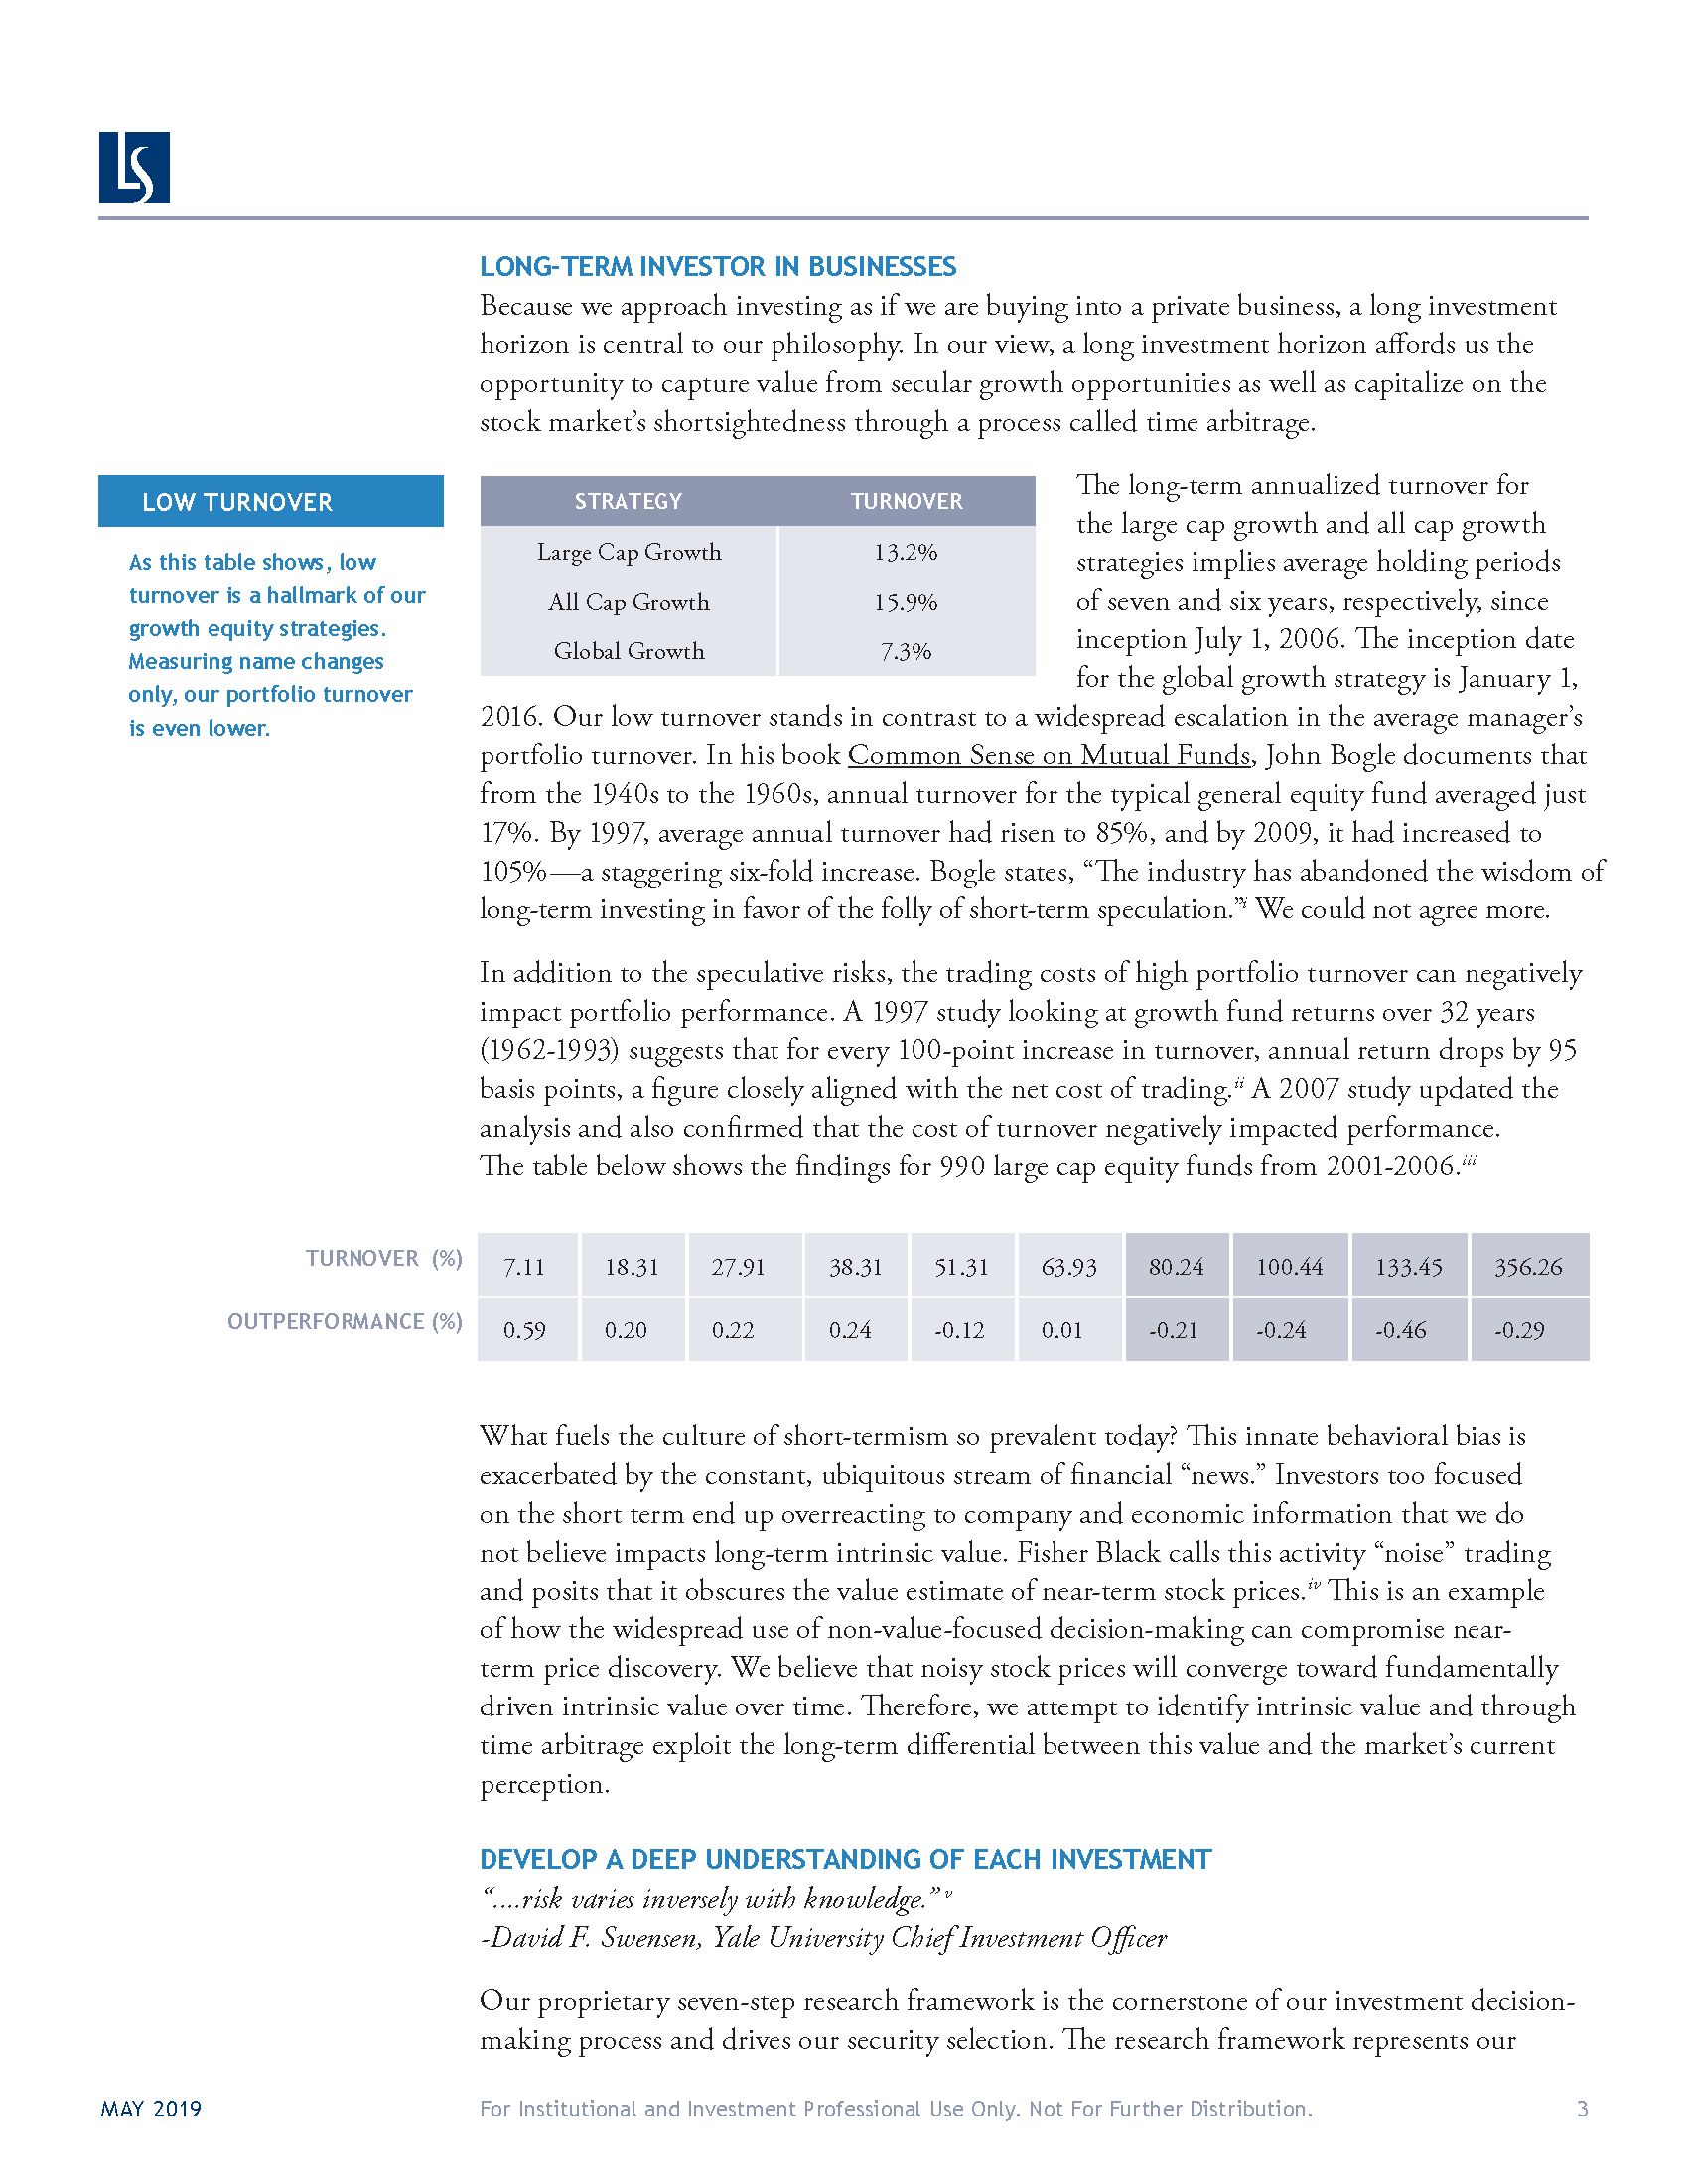 LS
LONG-TERM INVESTOR IN BUSINESSES
Because we approach investing as if we are buying into a private business, a long investment
horizon is central to our philosophy. In our view, a long investment horizon affords us the
opportunity to capture value from secular growth opportunities as well as capitalize on the
stock market’s shortsightedness through a process called time arbitrage.
LOW TURNOVER
As this table shows, low
turnover is a hallmark of our
growth equity strategies.
Measuring name changes
only, our portfolio turnover
is even lower.
STRATEGY TURNOVER
Large Cap Growth 13.2%
All Cap Growth 15.9%
Global Growth 7.3%
The long-term annualized turnover for
the large cap growth and all cap growth
strategies implies average holding periods
of seven and six years, respectively, since
inception July 1, 2006. The inception date
for the global growth strategy is January 1,
2016. Our low turnover stands in contrast to a widespread escalation in the average manager’s
portfolio turnover. In his book Common Sense on Mutual Funds, John Bogle documents that
from the 1940s to the 1960s, annual turnover for the typical general equity fund averaged just
17%. By 1997, average annual turnover had risen to 85%, and by 2009, it had increased to
105%—a staggering six-fold increase. Bogle states, “The industry has abandoned the wisdom of
long-term investing in favor of the folly of short-term speculation.”i We could not agree more.
In addition to the speculative risks, the trading costs of high portfolio turnover can negatively
impact portfolio performance. A 1997 study looking at growth fund returns over 32 years
(1962-1993) suggests that for every 100-point increase in turnover, annual return drops by 95
basis points, a figure closely aligned with the net cost of trading.ii A 2007 study updated the
analysis and also confirmed that the cost of turnover negatively impacted performance.
The table below shows the findings for 990 large cap equity funds from 2001-2006.iii
TURNOVER (%) 7.11 18.31 27.91 38.31 51.31 63.93 80.24 100.44 133.45 356.26
OUTPERFORMANCE (%) 0.59 0.20 0.22 0.24 -0.12 0.01 -0.21 -0.24 -0.46 -0.29
What fuels the culture of short-termism so prevalent today? This innate behavioral bias is
exacerbated by the constant, ubiquitous stream of financial “news.” Investors too focused
on the short term end up overreacting to company and economic information that we do
not believe impacts long-term intrinsic value. Fisher Black calls this activity “noise” trading
and posits that it obscures the value estimate of near-term stock prices.iv This is an example
of how the widespread use of non-value-focused decision-making can compromise near-
term price discovery. We believe that noisy stock prices will converge toward fundamentally
driven intrinsic value over time. Therefore, we attempt to identify intrinsic value and through
time arbitrage exploit the long-term differential between this value and the market’s current
perception.
DEVELOP A DEEP UNDERSTANDING OF EACH INVESTMENT
“....risk varies inversely with knowledge.” v
-David F. Swensen, Yale University Chief Investment Officer
Our proprietary seven-step research framework is the cornerstone of our investment decision-
making process and drives our security selection. The research framework represents our
MAY 2019 For Institutional and Investment Professional Use Only. Not For Further Distribution. 3